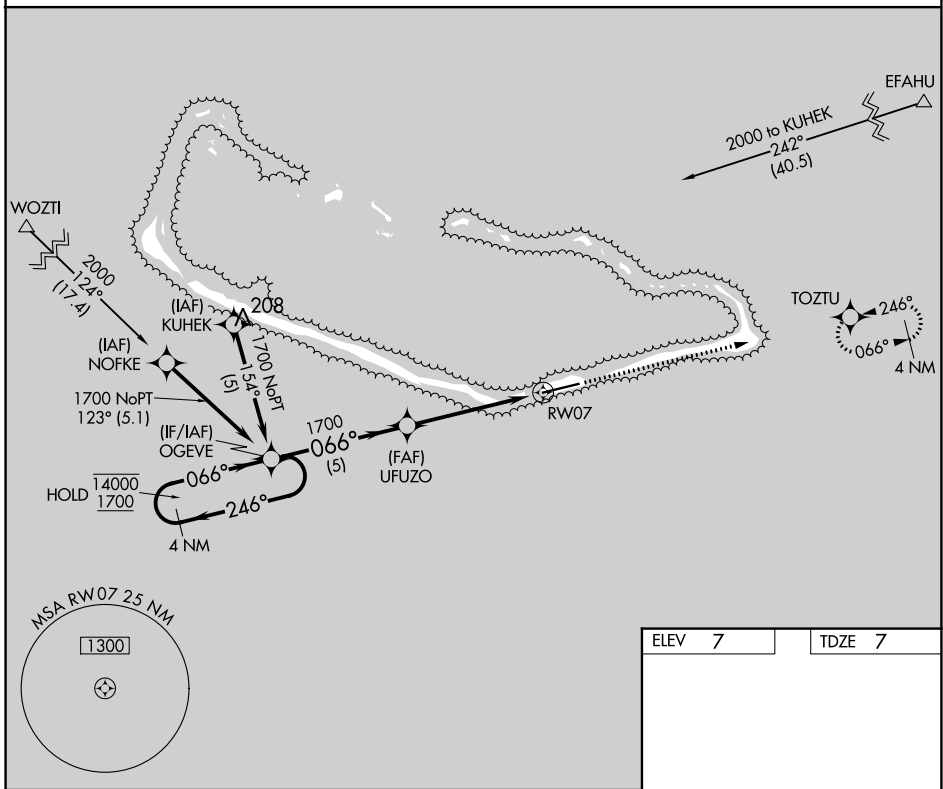 EFAHU
2000 to KUHEK
242°
(40.5)
WOZTI
2000
124°
(17.4)
TOZTU
246°
066°
4 NM
(IAF)
KUHEK
208
(IAF)
NOFKE
1700 NoPT
154°
(5)
1700 NoPT
123° (5.1)
RW07
(IF/IAF)
OGEVE
1700
066°
(5)
(FAF)
UFUZO
HOLD
14000
1700
066°
246°
4 NM
MSA RW07 25 NM
1300
ELEV 7
TDZE 7